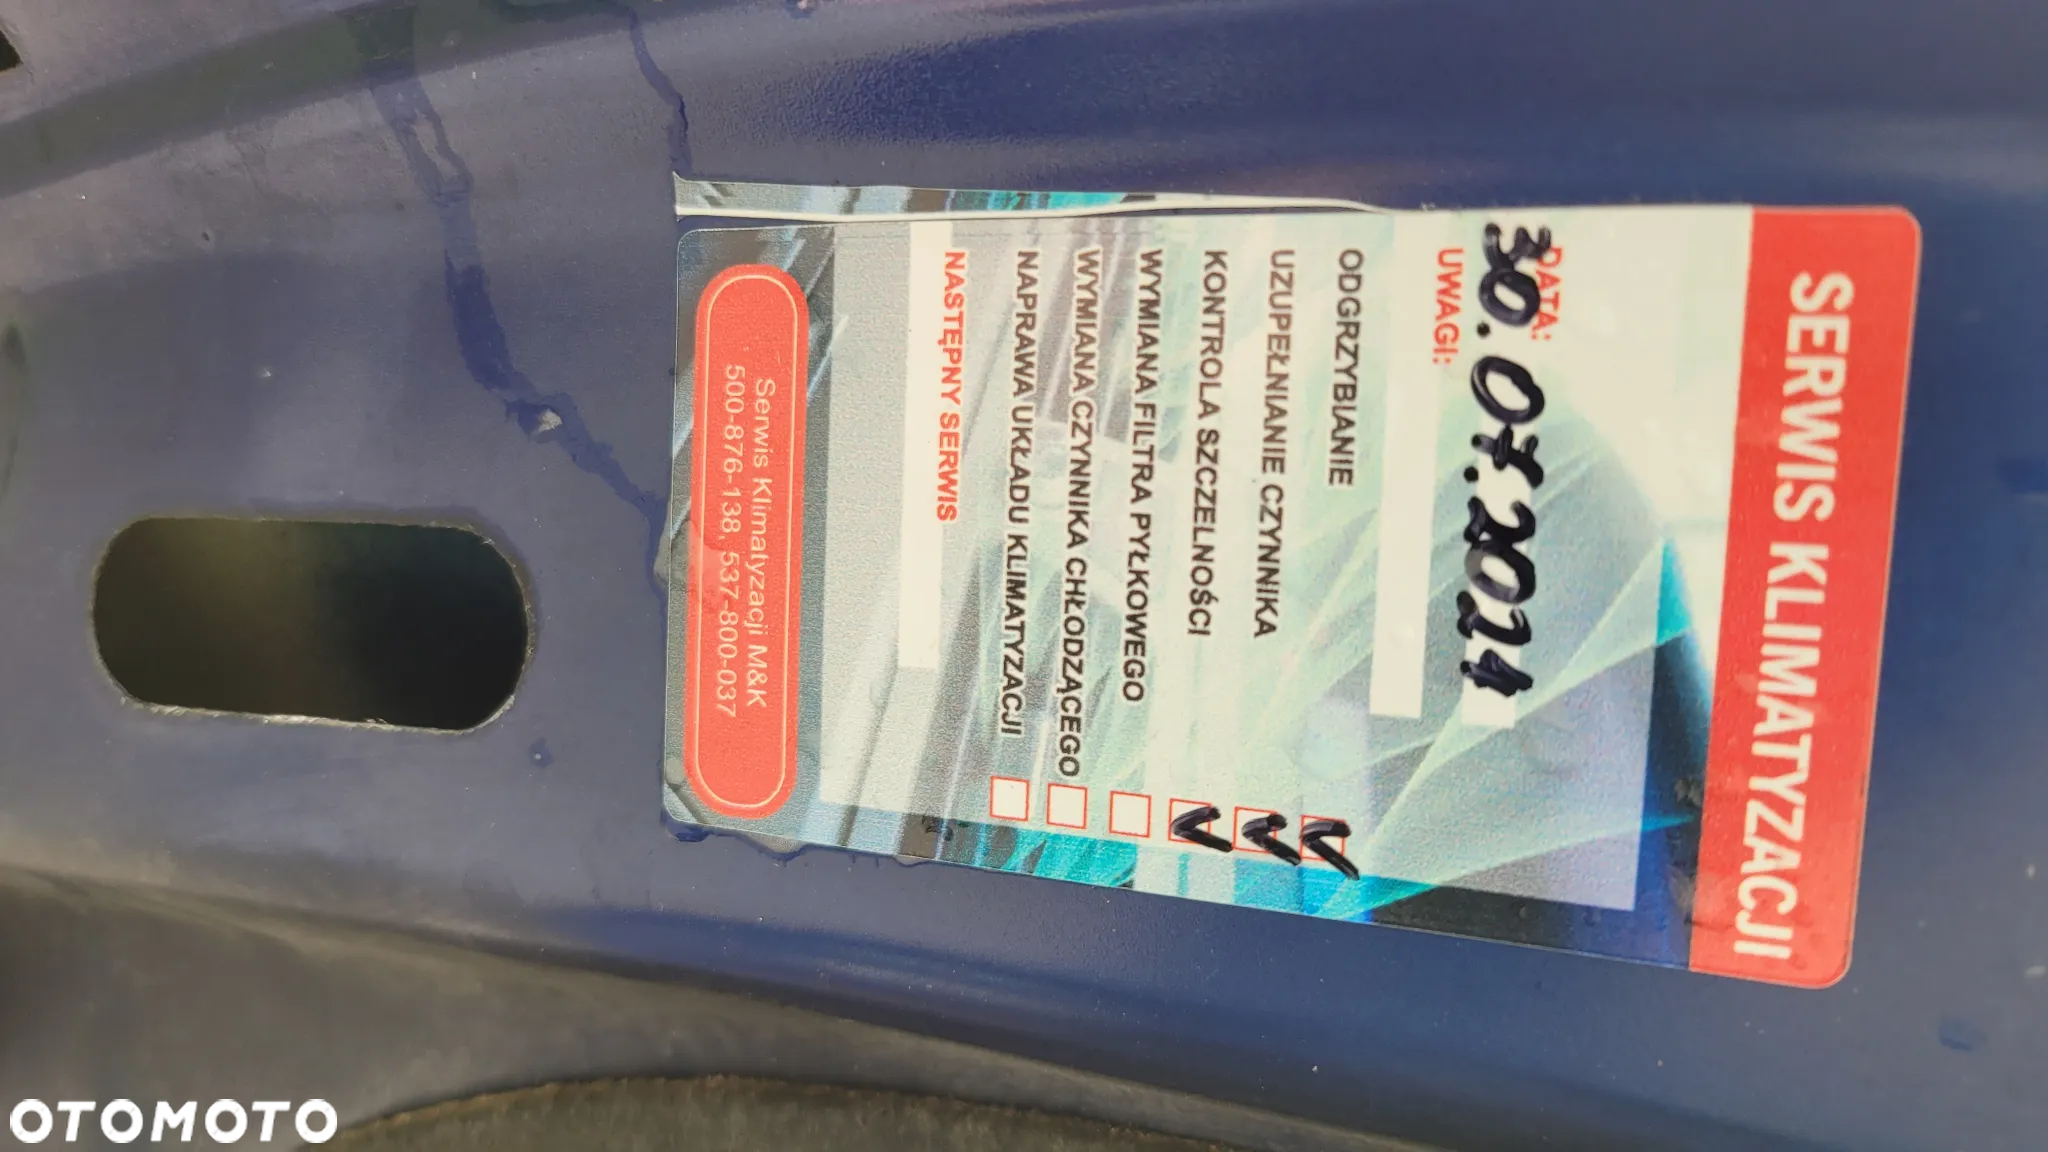 SERWIS KLIMATYZACJI
DATA: 30.07.2021
UWAGI:
ODGRZYBIANIE ✓
UZUPEŁNIANIE CZYNNIKA ✓
KONTROLA SZCZELNOŚCI ✓
WYMIANA FILTRA PYŁKOWEGO
WYMIANA CZYNNIKA CHŁODZĄCEGO
NAPRAWA UKŁADU KLIMATYZACJI
NASTĘPNY SERWIS
Serwis Klimatyzacji M&K
500-876-138, 537-800-037
OTOMOTO